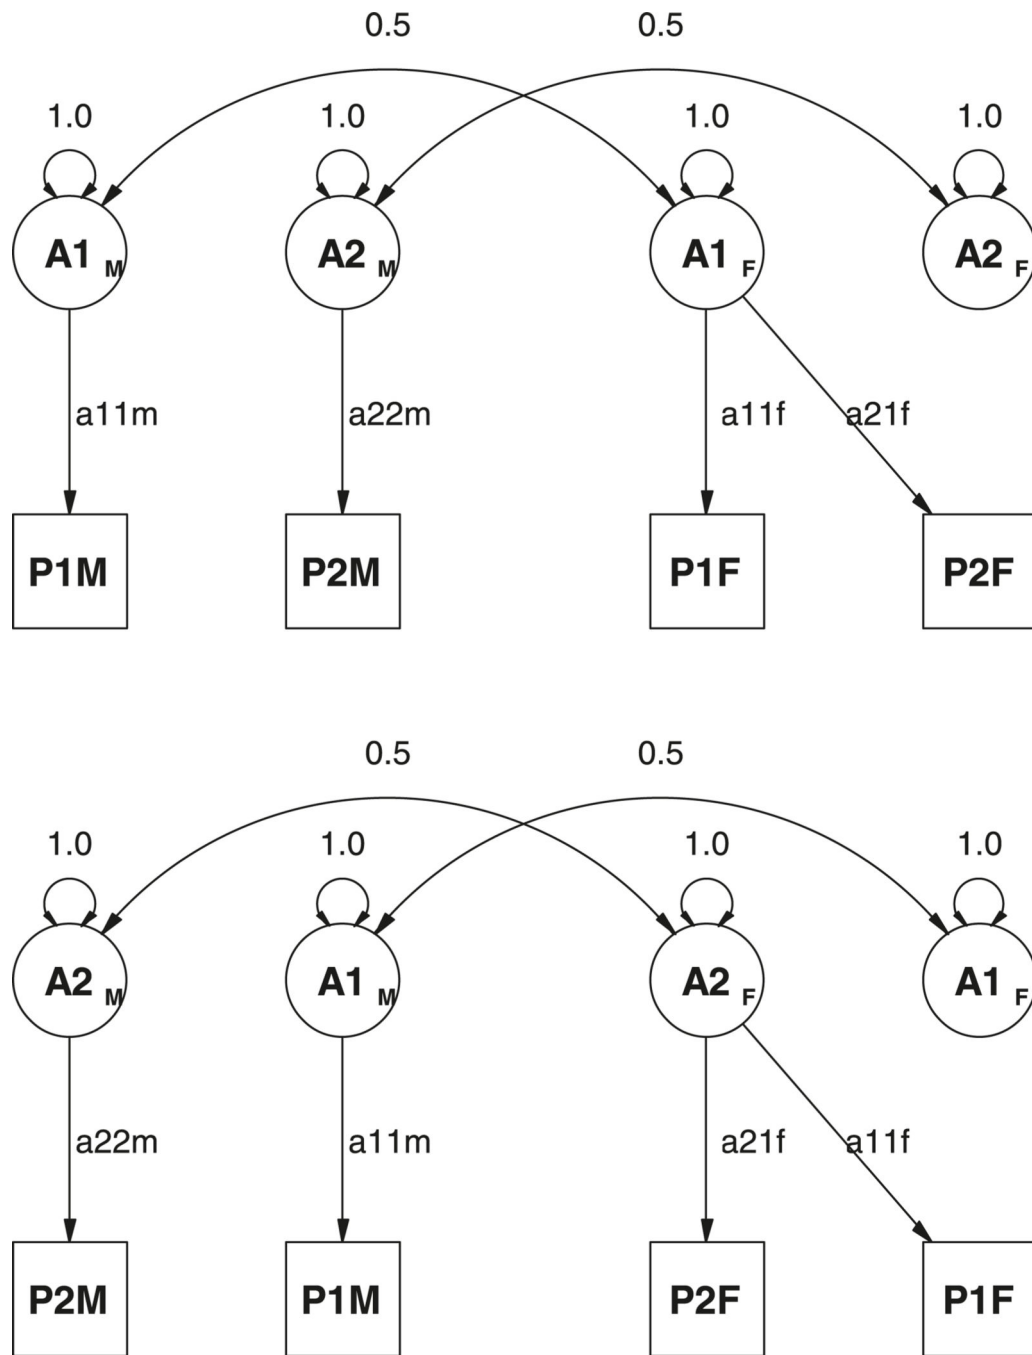 0.5 0.5
1.0 1.0 1.0 1.0
A1 M A2 M A1 F A2 F
a11m a22m a11f a21f
P1M P2M P1F P2F
0.5 0.5
1.0 1.0 1.0 1.0
A2 M A1 M A2 F A1 F
a22m a11m a21f a11f
P2M P1M P2F P1F